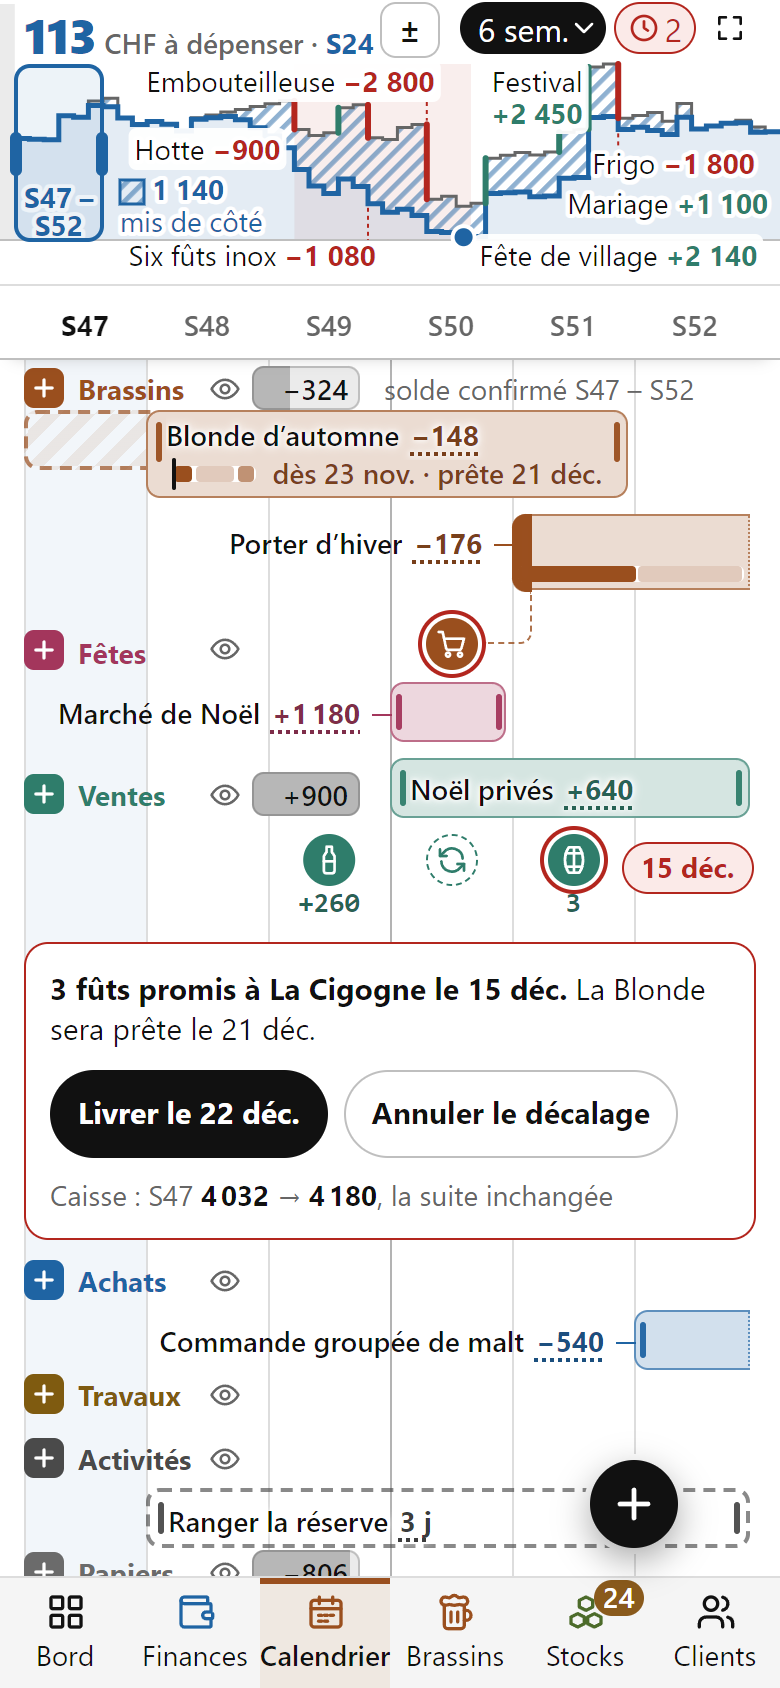 113 CHF à dépenser · S24
±
6 sem.
2
Embouteilleuse −2 800
Festival
+2 450
Hotte −900
Frigo −1 800
1 140
mis de côté
S47 –
S52
Mariage +1 100
Six fûts inox −1 080
Fête de village +2 140
S47 S48 S49 S50 S51 S52
Brassins −324 solde confirmé S47 – S52
Blonde d’automne −148
dès 23 nov. · prête 21 déc.
Porter d’hiver −176
Fêtes
Marché de Noël +1 180
Ventes +900
Noël privés +640
15 déc.
+260
3
3 fûts promis à La Cigogne le 15 déc. La Blonde
sera prête le 21 déc.
Livrer le 22 déc.
Annuler le décalage
Caisse : S47 4 032 → 4 180, la suite inchangée
Achats
Commande groupée de malt −540
Travaux
Activités
Ranger la réserve 3 j
Papiers −806
24
Bord Finances Calendrier Brassins Stocks Clients